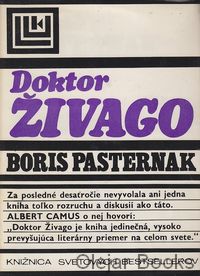 Doktor
ŽIVAGO
BORIS PASTERNAK
Za posledné desaťročie nevyvolala ani jedna
kniha toľko rozruchu a diskusií ako táto.
ALBERT CAMUS o nej hovorí:
„Doktor Živago je kniha jedinečná, vysoko
prevyšujúca literárny priemer na celom svete.“
KNIŽNICA SVETOVÝCH BESTSELLEROV